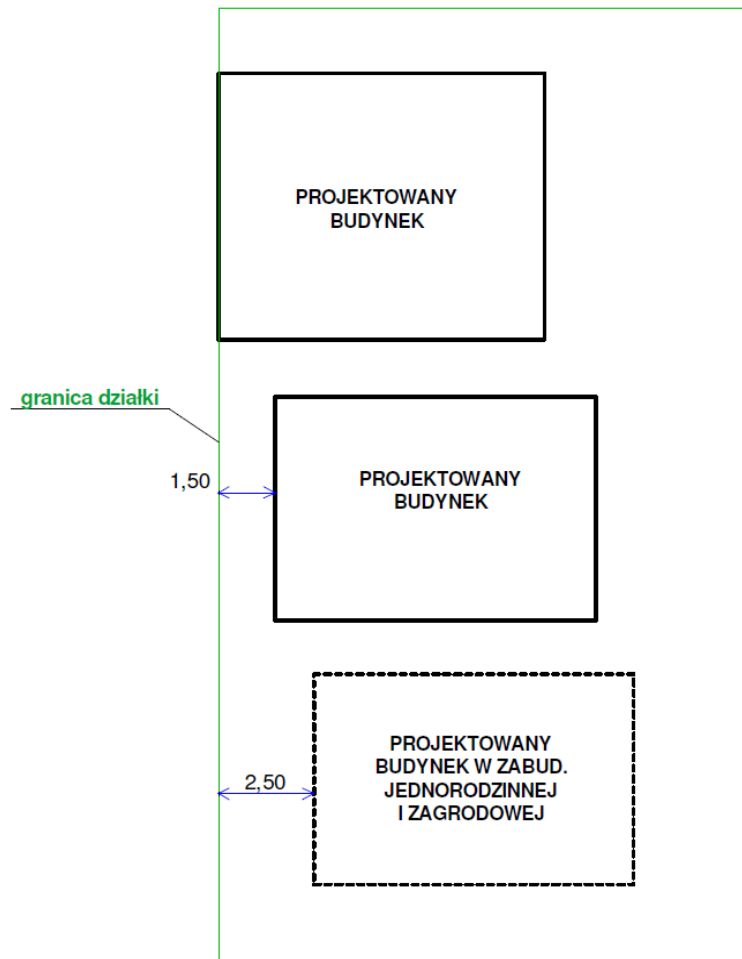 PROJEKTOWANY
BUDYNEK
granica działki
1,50
PROJEKTOWANY
BUDYNEK
2,50
PROJEKTOWANY
BUDYNEK W ZABUD.
JEDNORODZINNEJ
I ZAGRODOWEJ